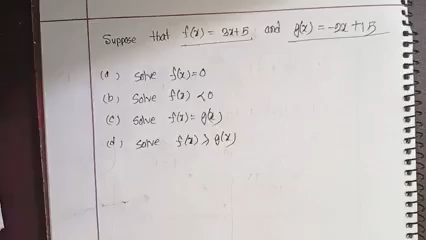 Suppose that f(x) = 3x+5, and g(x) = -2x +15
(a) solve f(x)=0
(b) Solve f(x) <0
(c) Solve f(x)= g(x)
(d) solve f(x) ≥ g(x)